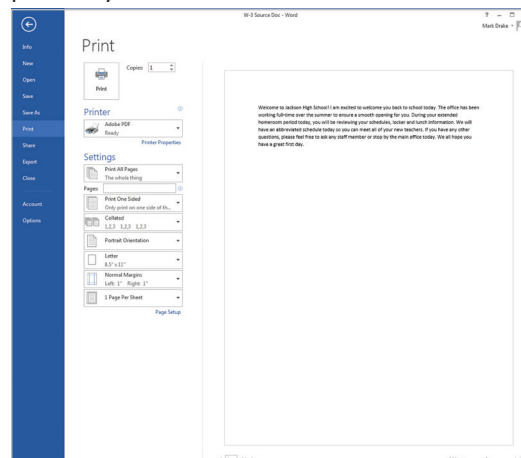 W-3 Source Doc - Word
? – □
Mark Drake
Info
New
Open
Save
Save As
Print
Share
Export
Close
Account
Options
Print
Copies: 1
Print
Printer
Adobe PDF
Ready
Printer Properties
Settings
Print All Pages
The whole thing
Pages:
Print One Sided
Only print on one side of th...
Collated
1,2,3 1,2,3 1,2,3
Portrait Orientation
Letter
8.5" x 11"
Normal Margins
Left: 1" Right: 1"
1 Page Per Sheet
Page Setup
Welcome to Jackson High School! I am excited to welcome you back to school today. The office has been
working full-time over the summer to ensure a smooth opening for you. During your extended
homeroom period today, you will be reviewing your schedules, locker and lunch information. We will
have an abbreviated schedule today so you can meet all of your new teachers. If you have any other
questions, please feel free to ask any staff member or stop by the main office today. We all hope you
have a great first day.